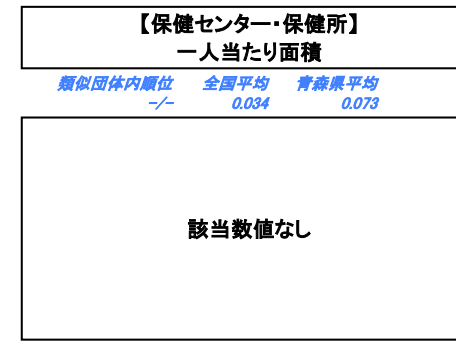 【保健センター・保健所】
一人当たり面積
類似団体内順位 全国平均 青森県平均
-/- 0.034 0.073
該当数値なし